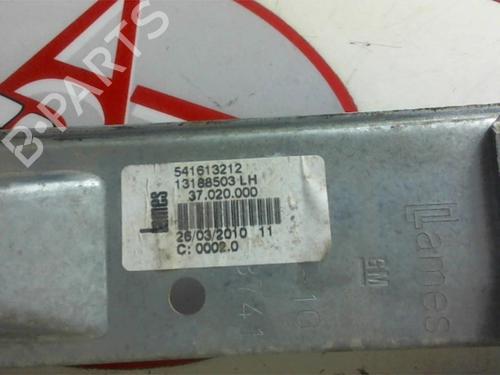 B-PARTS
541613212
13188503 LH
37.020.000
Lames
26/03/2010 11
C: 0002.0
Lames
GM